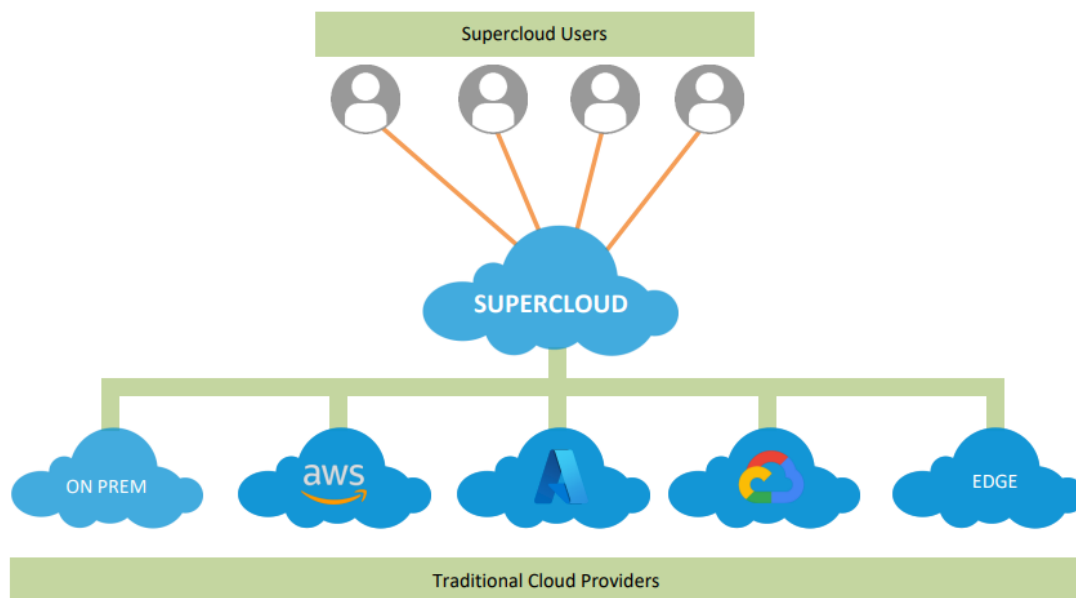 Supercloud Users
SUPERCLOUD
ON PREM
aws
EDGE
Traditional Cloud Providers